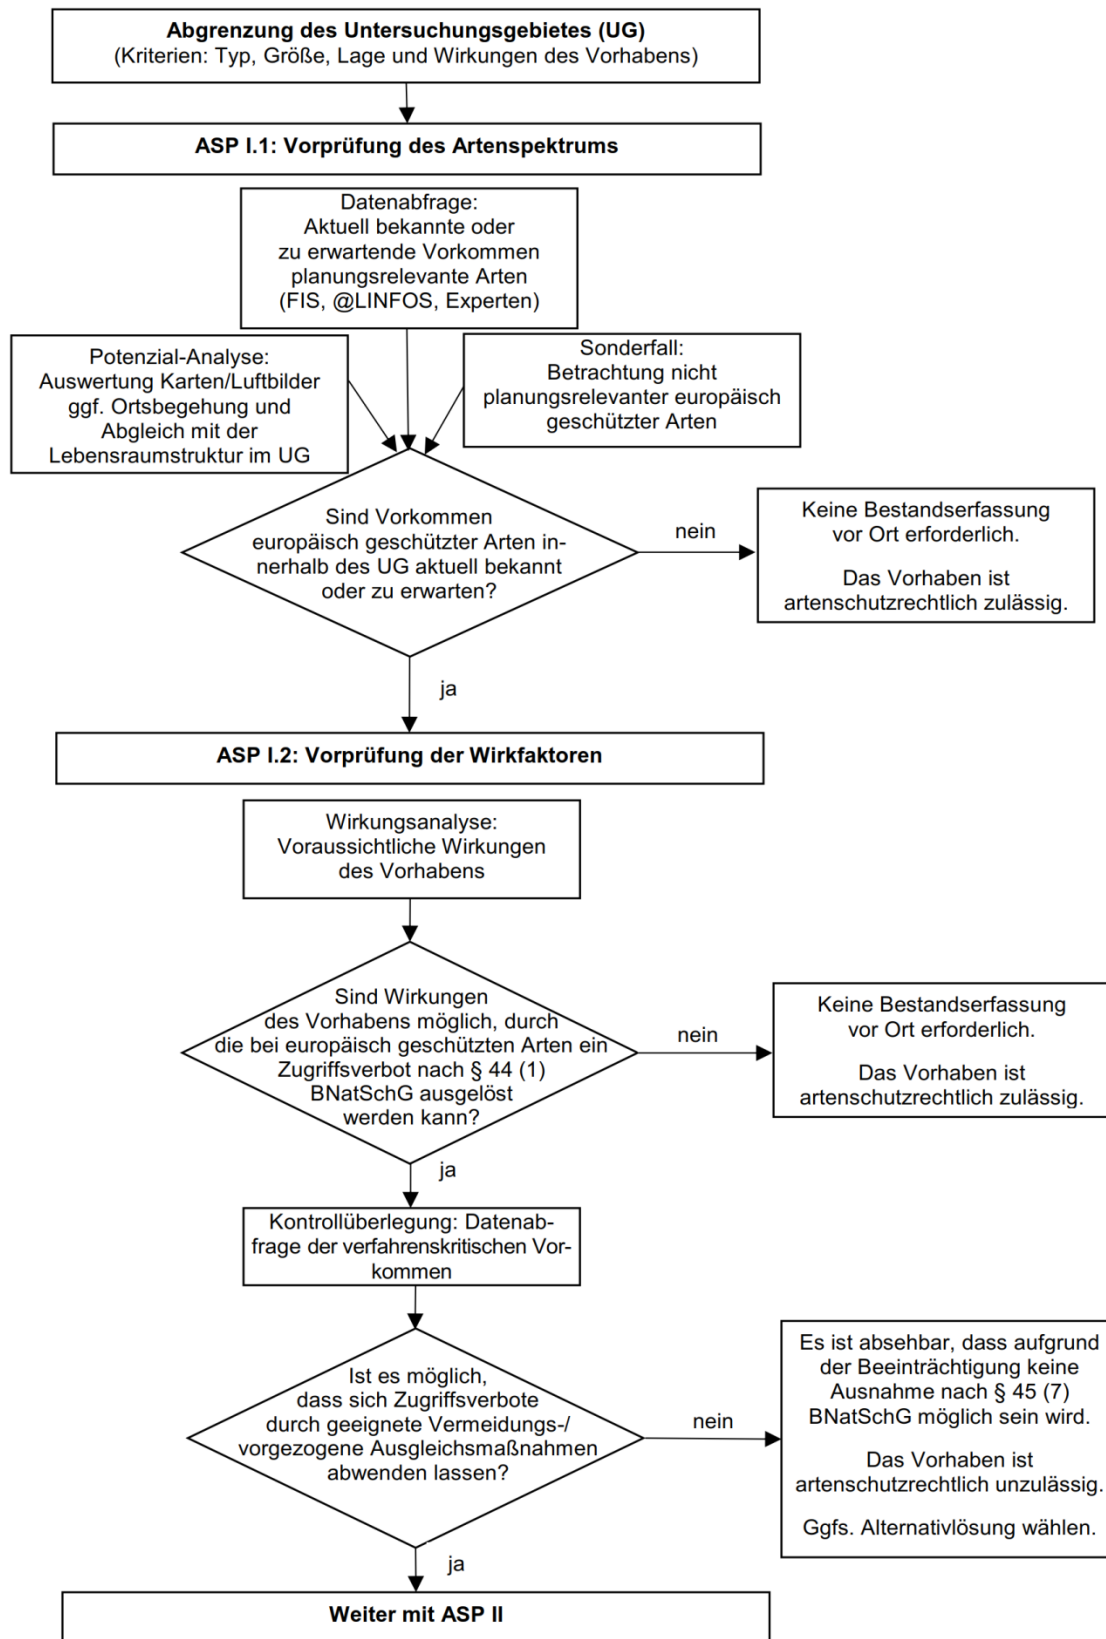 Abgrenzung des Untersuchungsgebietes (UG)
(Kriterien: Typ, Größe, Lage und Wirkungen des Vorhabens)
ASP I.1: Vorprüfung des Artenspektrums
Datenabfrage:
Aktuell bekannte oder
zu erwartende Vorkommen
planungsrelevante Arten
(FIS, @LINFOS, Experten)
Potenzial-Analyse:
Auswertung Karten/Luftbilder
ggf. Ortsbegehung und
Abgleich mit der
Lebensraumstruktur im UG
Sonderfall:
Betrachtung nicht
planungsrelevanter europäisch
geschützter Arten
Sind Vorkommen
europäisch geschützter Arten in-
nerhalb des UG aktuell bekannt
oder zu erwarten?
nein
Keine Bestandserfassung
vor Ort erforderlich.
Das Vorhaben ist
artenschutzrechtlich zulässig.
ja
ASP I.2: Vorprüfung der Wirkfaktoren
Wirkungsanalyse:
Voraussichtliche Wirkungen
des Vorhabens
Sind Wirkungen
des Vorhabens möglich, durch
die bei europäisch geschützten Arten ein
Zugriffsverbot nach § 44 (1)
BNatSchG ausgelöst
werden kann?
nein
Keine Bestandserfassung
vor Ort erforderlich.
Das Vorhaben ist
artenschutzrechtlich zulässig.
ja
Kontrollüberlegung: Datenab-
frage der verfahrenskritischen Vor-
kommen
Ist es möglich,
dass sich Zugriffsverbote
durch geeignete Vermeidungs-/
vorgezogene Ausgleichsmaßnahmen
abwenden lassen?
nein
Es ist absehbar, dass aufgrund
der Beeinträchtigung keine
Ausnahme nach § 45 (7)
BNatSchG möglich sein wird.
Das Vorhaben ist
artenschutzrechtlich unzulässig.
Ggfs. Alternativlösung wählen.
ja
Weiter mit ASP II